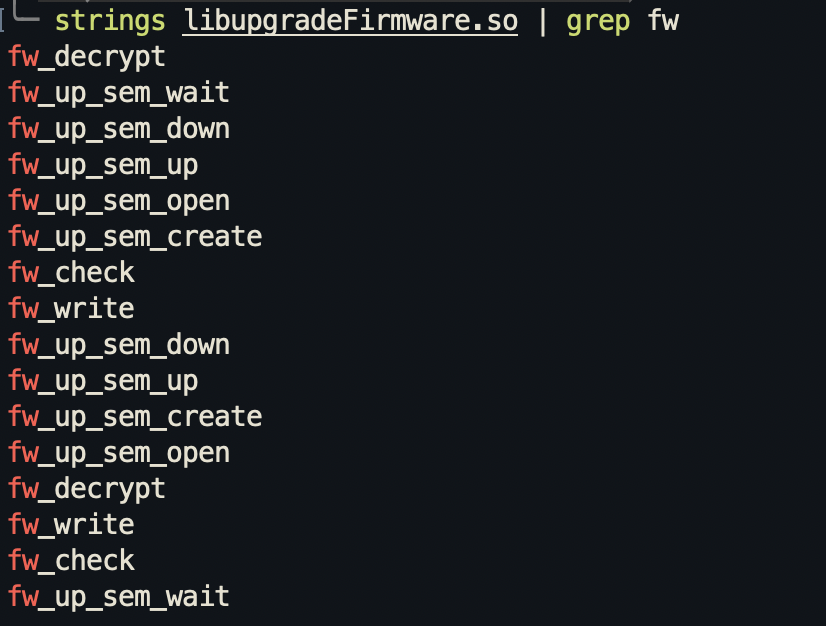 strings libupgradeFirmware.so | grep fw
fw_decrypt
fw_up_sem_wait
fw_up_sem_down
fw_up_sem_up
fw_up_sem_open
fw_up_sem_create
fw_check
fw_write
fw_up_sem_down
fw_up_sem_up
fw_up_sem_create
fw_up_sem_open
fw_decrypt
fw_write
fw_check
fw_up_sem_wait